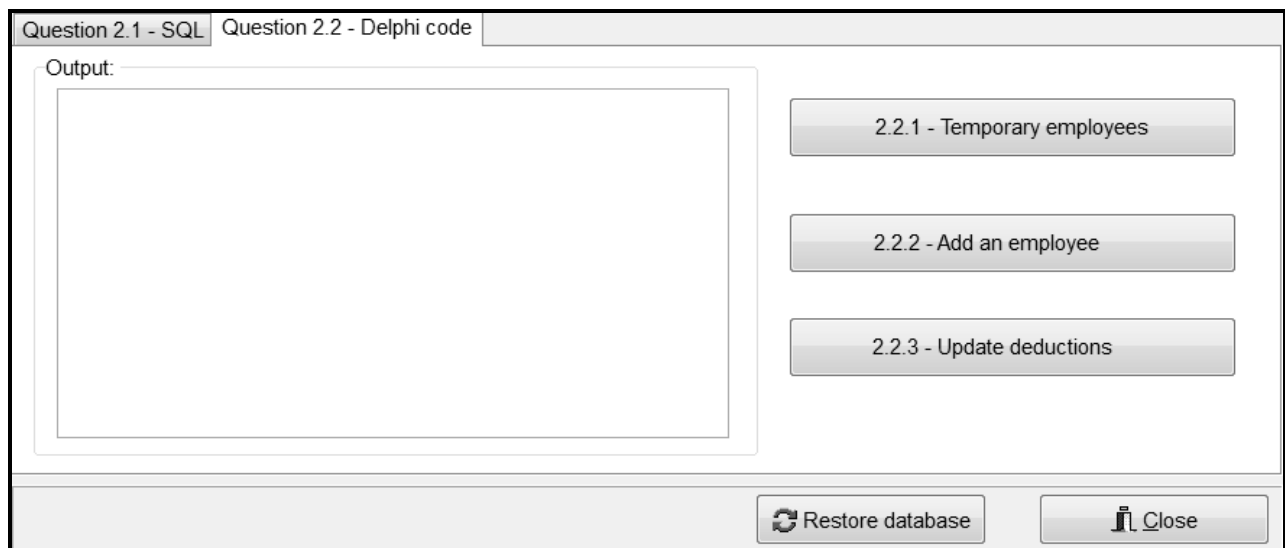 Question 2.1 - SQL
Question 2.2 - Delphi code
Output:
2.2.1 - Temporary employees
2.2.2 - Add an employee
2.2.3 - Update deductions
Restore database
Close